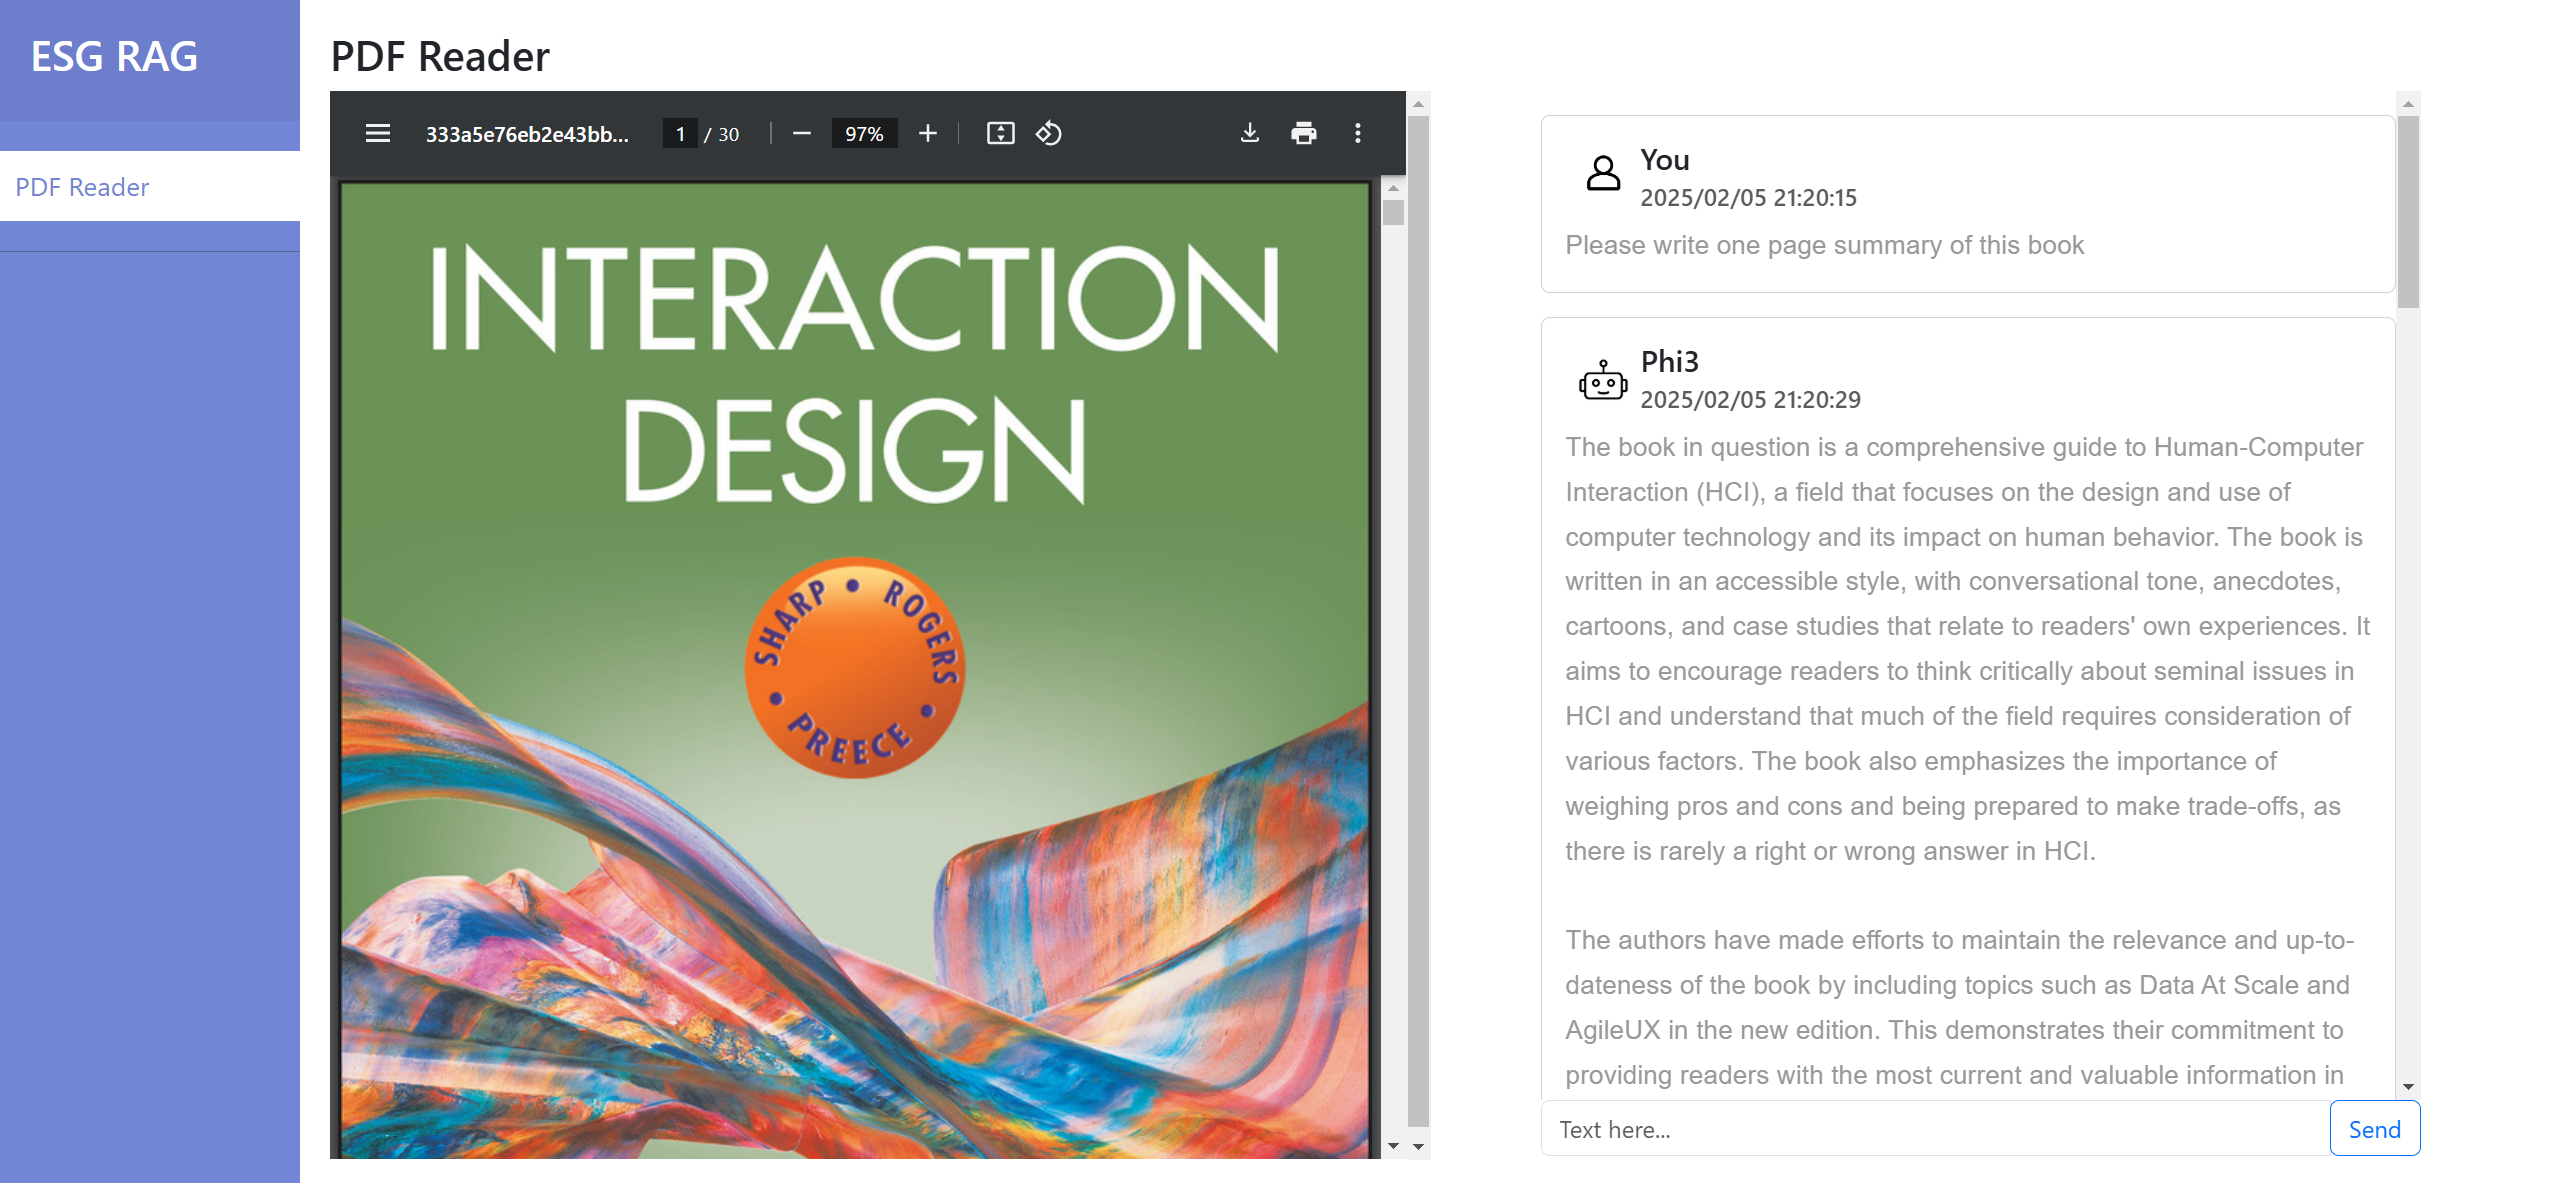 ESG RAG
PDF Reader
PDF Reader
333a5e76eb2e43bb...
1 / 30
97%
INTERACTION
DESIGN
SHARP • ROGERS • PREECE •
You
2025/02/05 21:20:15
Please write one page summary of this book
Phi3
2025/02/05 21:20:29
The book in question is a comprehensive guide to Human-Computer
Interaction (HCI), a field that focuses on the design and use of
computer technology and its impact on human behavior. The book is
written in an accessible style, with conversational tone, anecdotes,
cartoons, and case studies that relate to readers' own experiences. It
aims to encourage readers to think critically about seminal issues in
HCI and understand that much of the field requires consideration of
various factors. The book also emphasizes the importance of
weighing pros and cons and being prepared to make trade-offs, as
there is rarely a right or wrong answer in HCI.
The authors have made efforts to maintain the relevance and up-to-
dateness of the book by including topics such as Data At Scale and
AgileUX in the new edition. This demonstrates their commitment to
providing readers with the most current and valuable information in
Text here...
Send